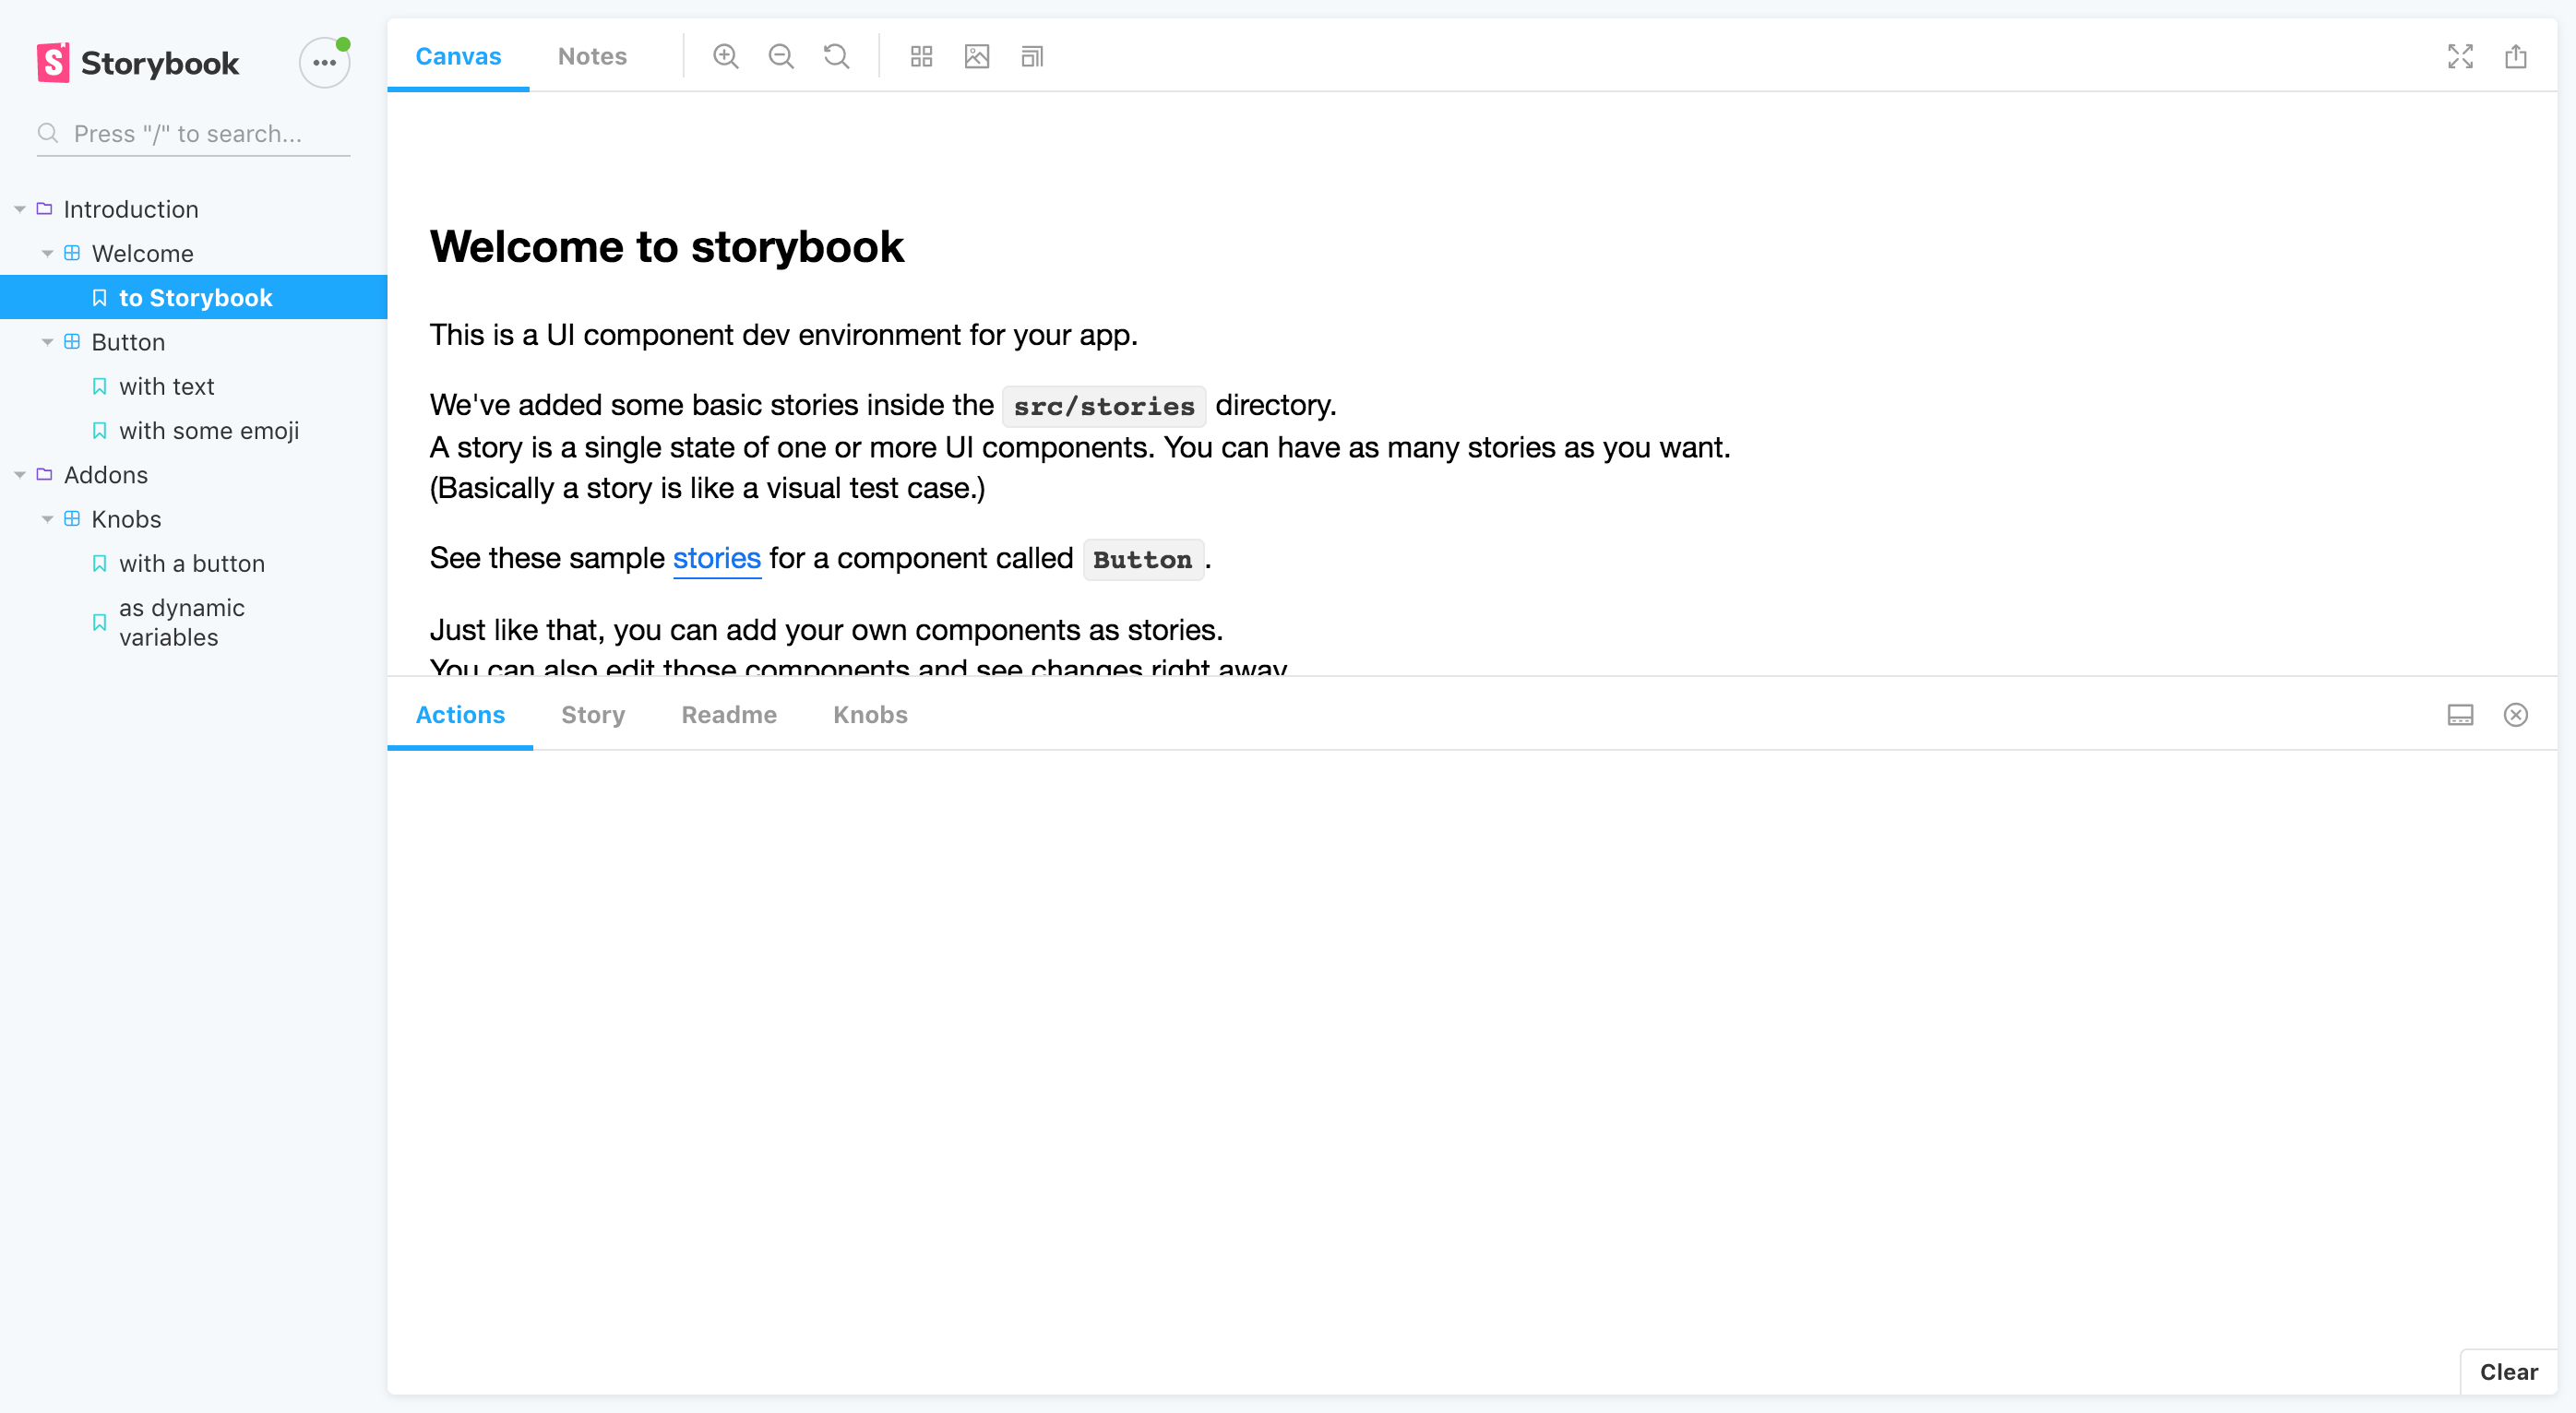 Storybook
Press "/" to search...
Introduction
Welcome
to Storybook
Button
with text
with some emoji
Addons
Knobs
with a button
as dynamic
variables
Canvas
Notes
Welcome to storybook
This is a UI component dev environment for your app.
We've added some basic stories inside the src/stories directory.
A story is a single state of one or more UI components. You can have as many stories as you want.
(Basically a story is like a visual test case.)
See these sample stories for a component called Button.
Just like that, you can add your own components as stories.
You can also edit those components and see changes right away
Actions
Story
Readme
Knobs
Clear